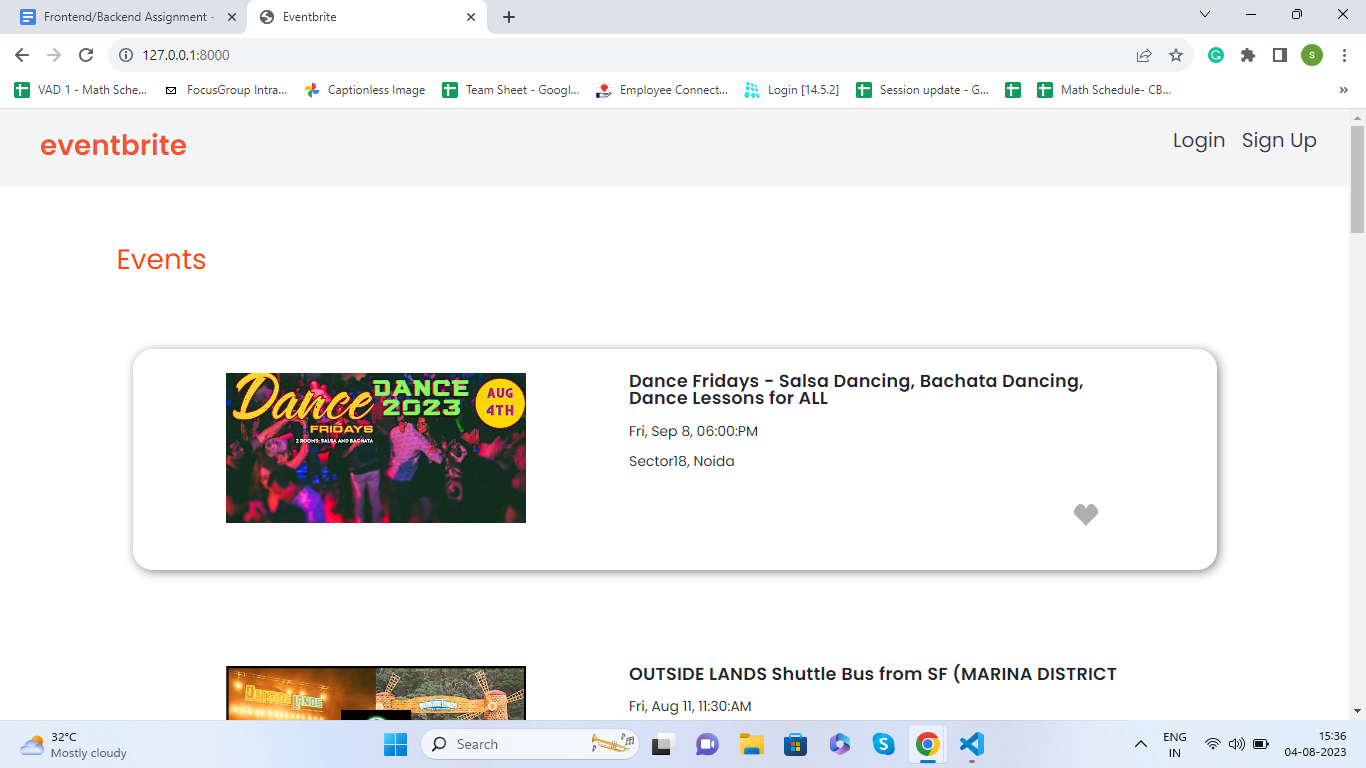 Frontend/Backend Assignment -
Eventbrite
127.0.0.1:8000
S
VAD 1 - Math Sche...
FocusGroup Intra...
Captionless Image
Team Sheet - Googl...
Employee Connect...
Login [14.5.2]
Session update - G...
Math Schedule- CB...
»
eventbrite
Login Sign Up
Events
Dance
FRIDAYS
2 ROOMS: SALSA AND BACHATA
DANCE
2023
AUG
4TH
Dance Fridays - Salsa Dancing, Bachata Dancing,
Dance Lessons for ALL
Fri, Sep 8, 06:00:PM
Sector18, Noida
OUTSIDE LANDS
OUTSIDE LANDS Shuttle Bus from SF (MARINA DISTRICT
Fri, Aug 11, 11:30:AM
32°C
Mostly cloudy
Search
ENG
IN
15:36
04-08-2023